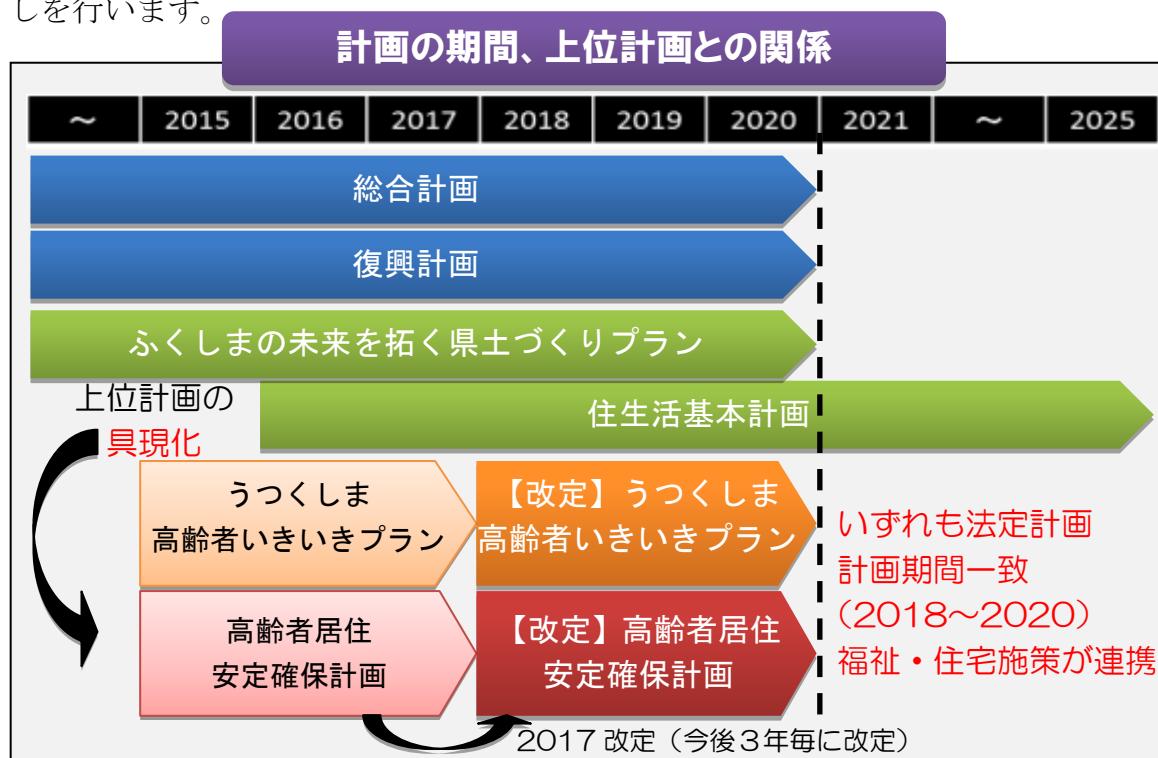 しを行います。
計画の期間、上位計画との関係
～ 2015 2016 2017 2018 2019 2020 2021 ～ 2025
総合計画
復興計画
ふくしまの未来を拓く県土づくりプラン
上位計画の
具現化
住生活基本計画
うつくしま
高齢者いきいきプラン
【改定】うつくしま
高齢者いきいきプラン
高齢者居住
安定確保計画
【改定】高齢者居住
安定確保計画
いずれも法定計画
計画期間一致
（2018～2020）
福祉・住宅施策が連携
2017 改定（今後３年毎に改定）